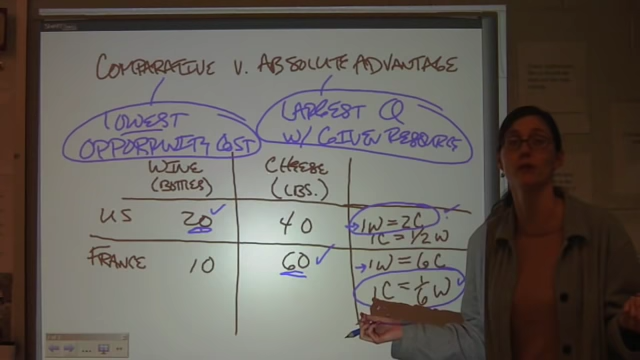 COMPARATIVE V. ABSOLUTE ADVANTAGE
LOWEST
OPPORTUNITY COST
LARGEST Q
W/ GIVEN RESOURCES
WINE
(BOTTLES)
CHEESE
(LBS.)
US 20 40 1W = 2C
1C = 1/2 W
FRANCE 10 60 1W = 6C
1C = 1/6 W